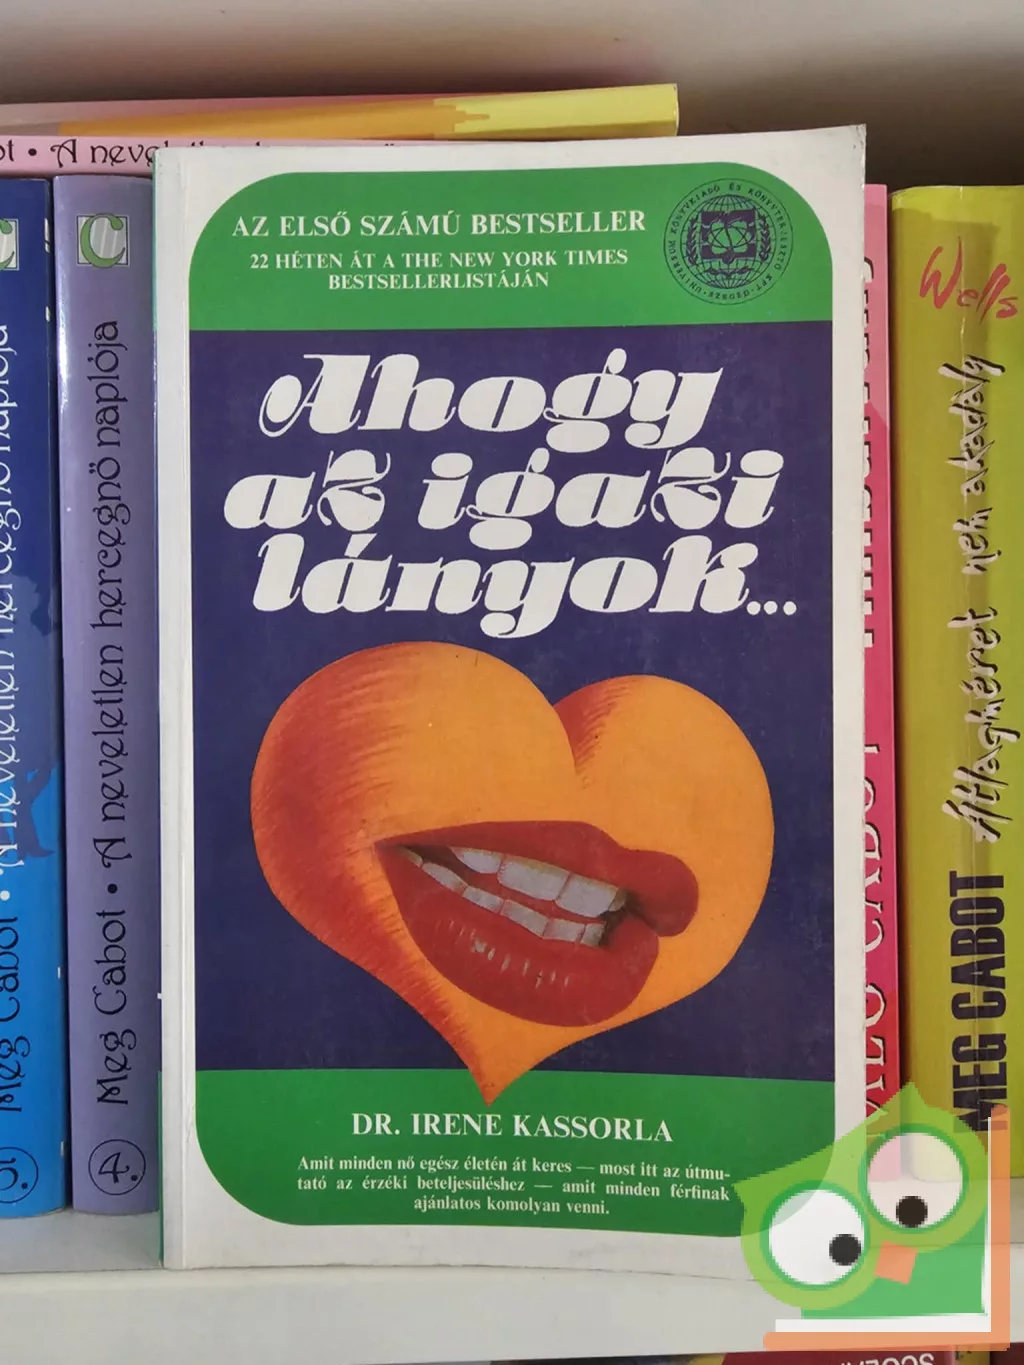 AZ ELSŐ SZÁMÚ BESTSELLER
22 HÉTEN ÁT A THE NEW YORK TIMES
BESTSELLERLISTÁJÁN
Ahogy
az igazi
lányok...
DR. IRENE KASSORLA
Amit minden nő egész életén át keres — most itt az útmu-
tató az érzéki beteljesüléshez — amit minden férfinak
ajánlatos komolyan venni.
Meg Cabot • A neveletlen hercegnő naplója
4.
Meg Cabot • A neveletlen hercegnő naplója
MEG CABOT
Átlagméret nem akadály
Wells